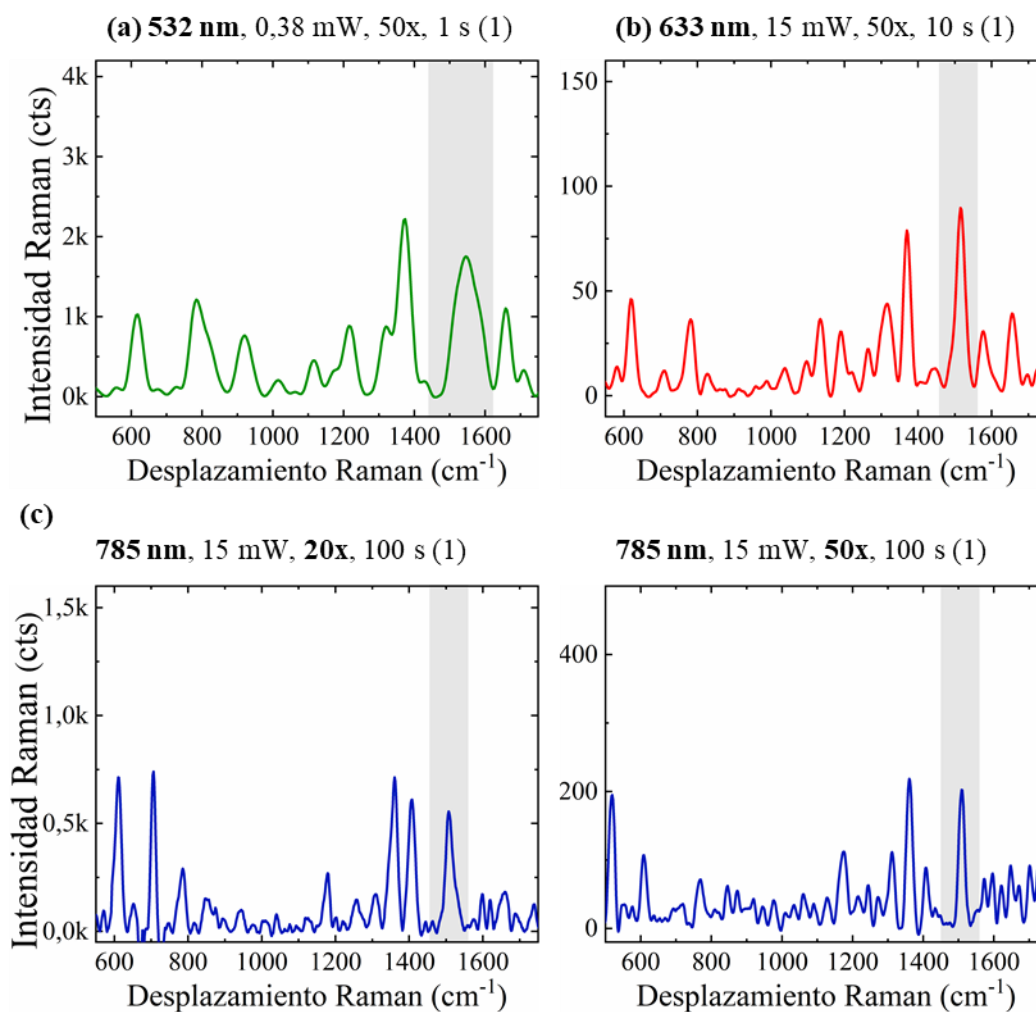 (a) 532 nm, 0,38 mW, 50x, 1 s (1)
4k
3k
2k
1k
0k
Intensidad Raman (cts)
600 800 1000 1200 1400 1600
Desplazamiento Raman (cm⁻¹)
(b) 633 nm, 15 mW, 50x, 10 s (1)
150
100
50
0
600 800 1000 1200 1400 1600
Desplazamiento Raman (cm⁻¹)
(c)
785 nm, 15 mW, 20x, 100 s (1)
1,5k
1,0k
0,5k
0,0k
Intensidad Raman (cts)
600 800 1000 1200 1400 1600
Desplazamiento Raman (cm⁻¹)
785 nm, 15 mW, 50x, 100 s (1)
400
200
0
600 800 1000 1200 1400 1600
Desplazamiento Raman (cm⁻¹)